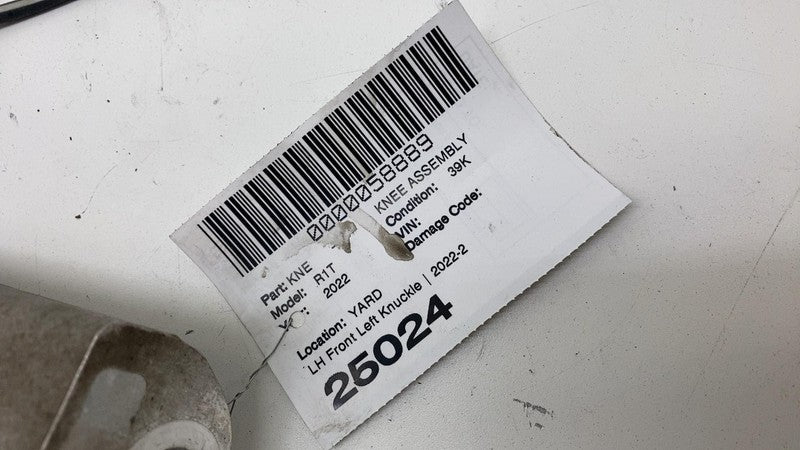 0000058889
Part: KNE KNEE ASSEMBLY
Model: R1T Condition: 39K
2022 VIN:
Damage Code:
Location: YARD
LH Front Left Knuckle | 2022-2
25024